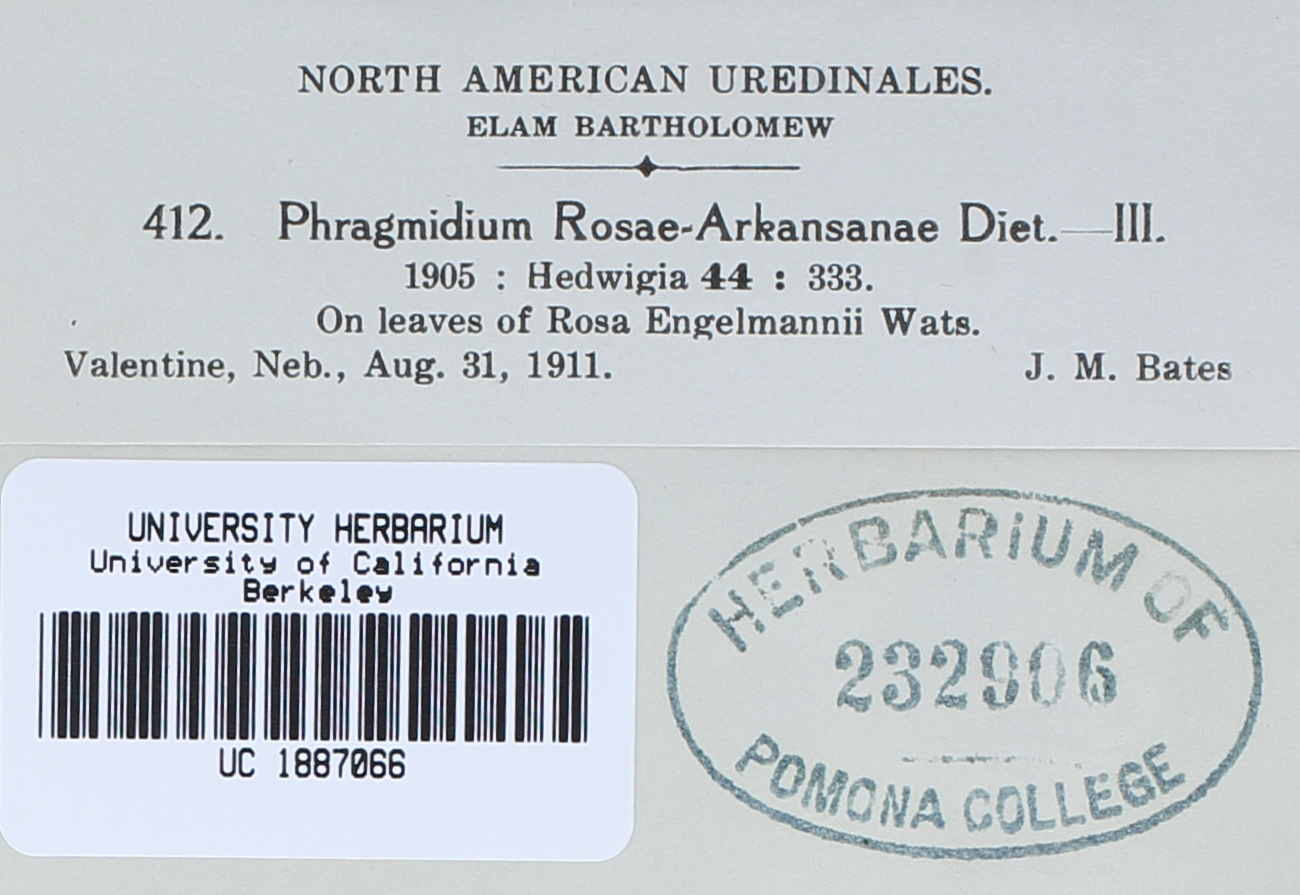 NORTH AMERICAN UREDINALES.
ELAM BARTHOLOMEW
412. Phragmidium Rosae-Arkansanae Diet.—III.
1905 : Hedwigia 44 : 333.
On leaves of Rosa Engelmannii Wats.
Valentine, Neb., Aug. 31, 1911. J. M. Bates
UNIVERSITY HERBARIUM
University of California
Berkeley
UC 1887066
HERBARIUM OF
232906
POMONA COLLEGE